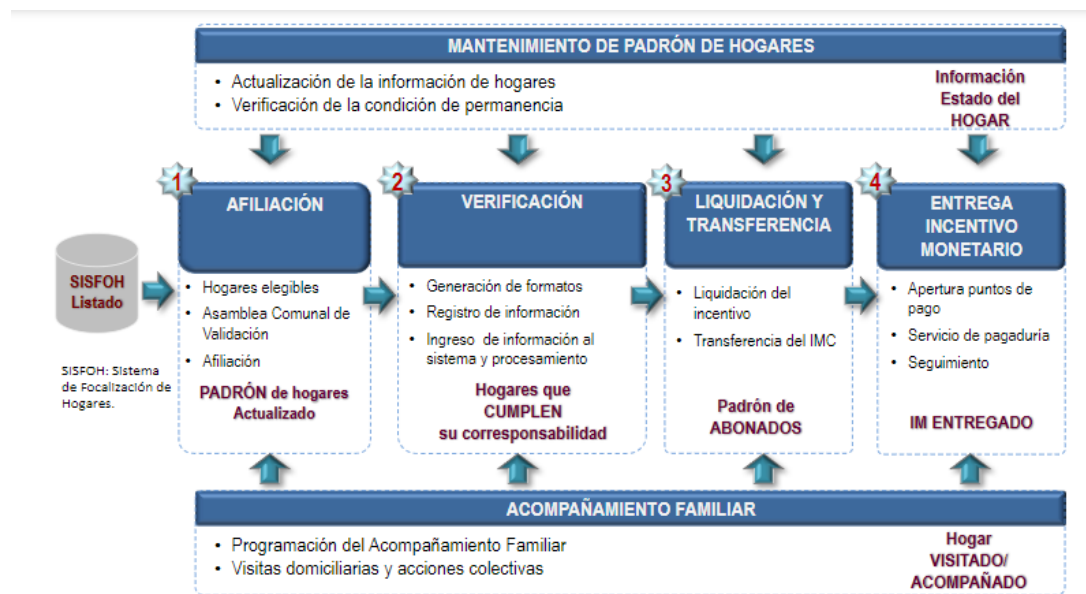 MANTENIMIENTO DE PADRÓN DE HOGARES
• Actualización de la información de hogares
• Verificación de la condición de permanencia
Información
Estado del
HOGAR
SISFOH
Listado
SISFOH: Sistema
de Focalización de
Hogares.
1
AFILIACIÓN
• Hogares elegibles
• Asamblea Comunal de
Validación
• Afiliación
PADRÓN de hogares
Actualizado
2
VERIFICACIÓN
• Generación de formatos
• Registro de información
• Ingreso de información al
sistema y procesamiento
Hogares que
CUMPLEN
su corresponsabilidad
3
LIQUIDACIÓN Y
TRANSFERENCIA
• Liquidación del
incentivo
• Transferencia del IMC
Padrón de
ABONADOS
4
ENTREGA
INCENTIVO
MONETARIO
• Apertura puntos de
pago
• Servicio de pagaduría
• Seguimiento
IM ENTREGADO
ACOMPAÑAMIENTO FAMILIAR
• Programación del Acompañamiento Familiar
• Visitas domiciliarias y acciones colectivas
Hogar
VISITADO/
ACOMPAÑADO